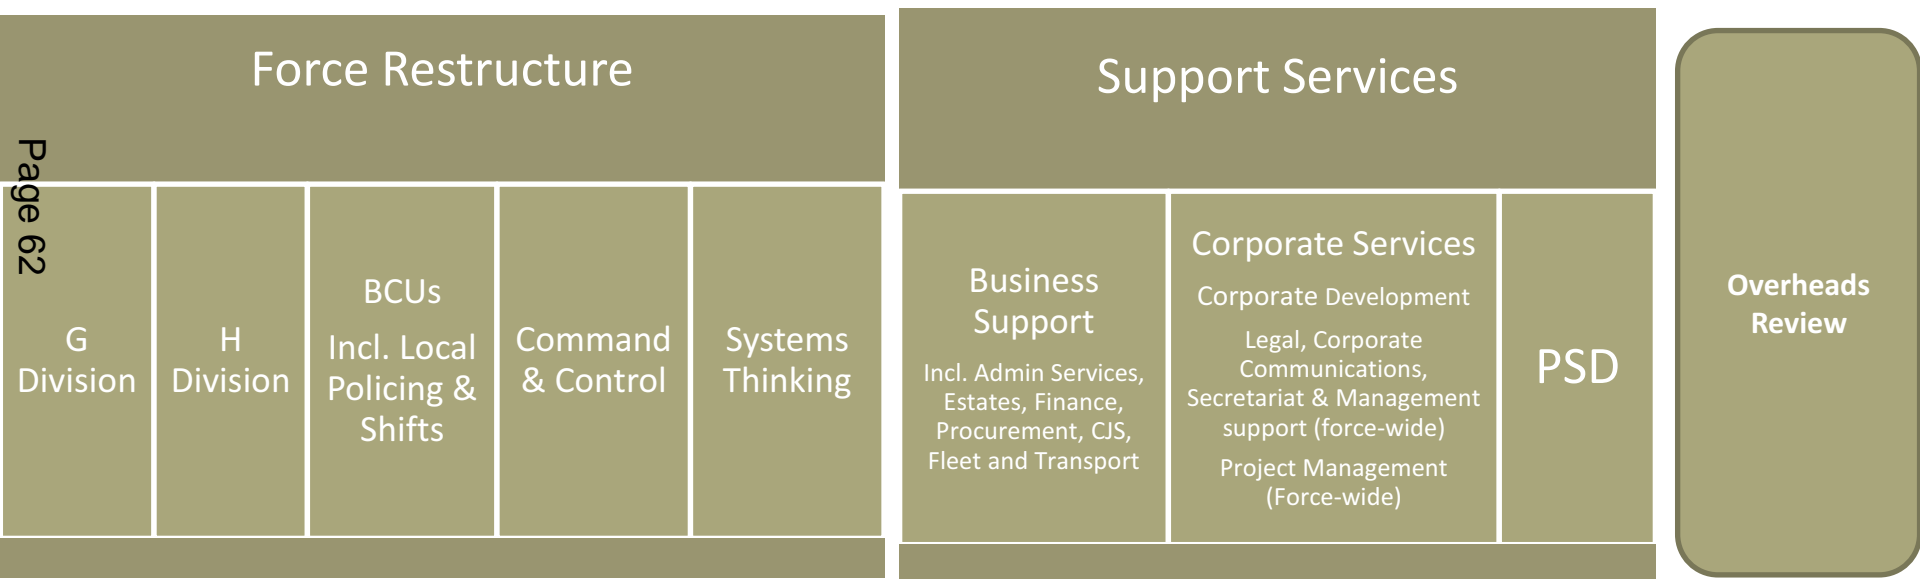 Force Restructure
Page 62
G
Division
H
Division
BCUs
Incl. Local
Policing &
Shifts
Command
& Control
Systems
Thinking
Support Services
Business
Support
Incl. Admin Services,
Estates, Finance,
Procurement, CJS,
Fleet and Transport
Corporate Services
Corporate Development
Legal, Corporate
Communications,
Secretariat & Management
support (force-wide)
Project Management
(Force-wide)
PSD
Overheads
Review